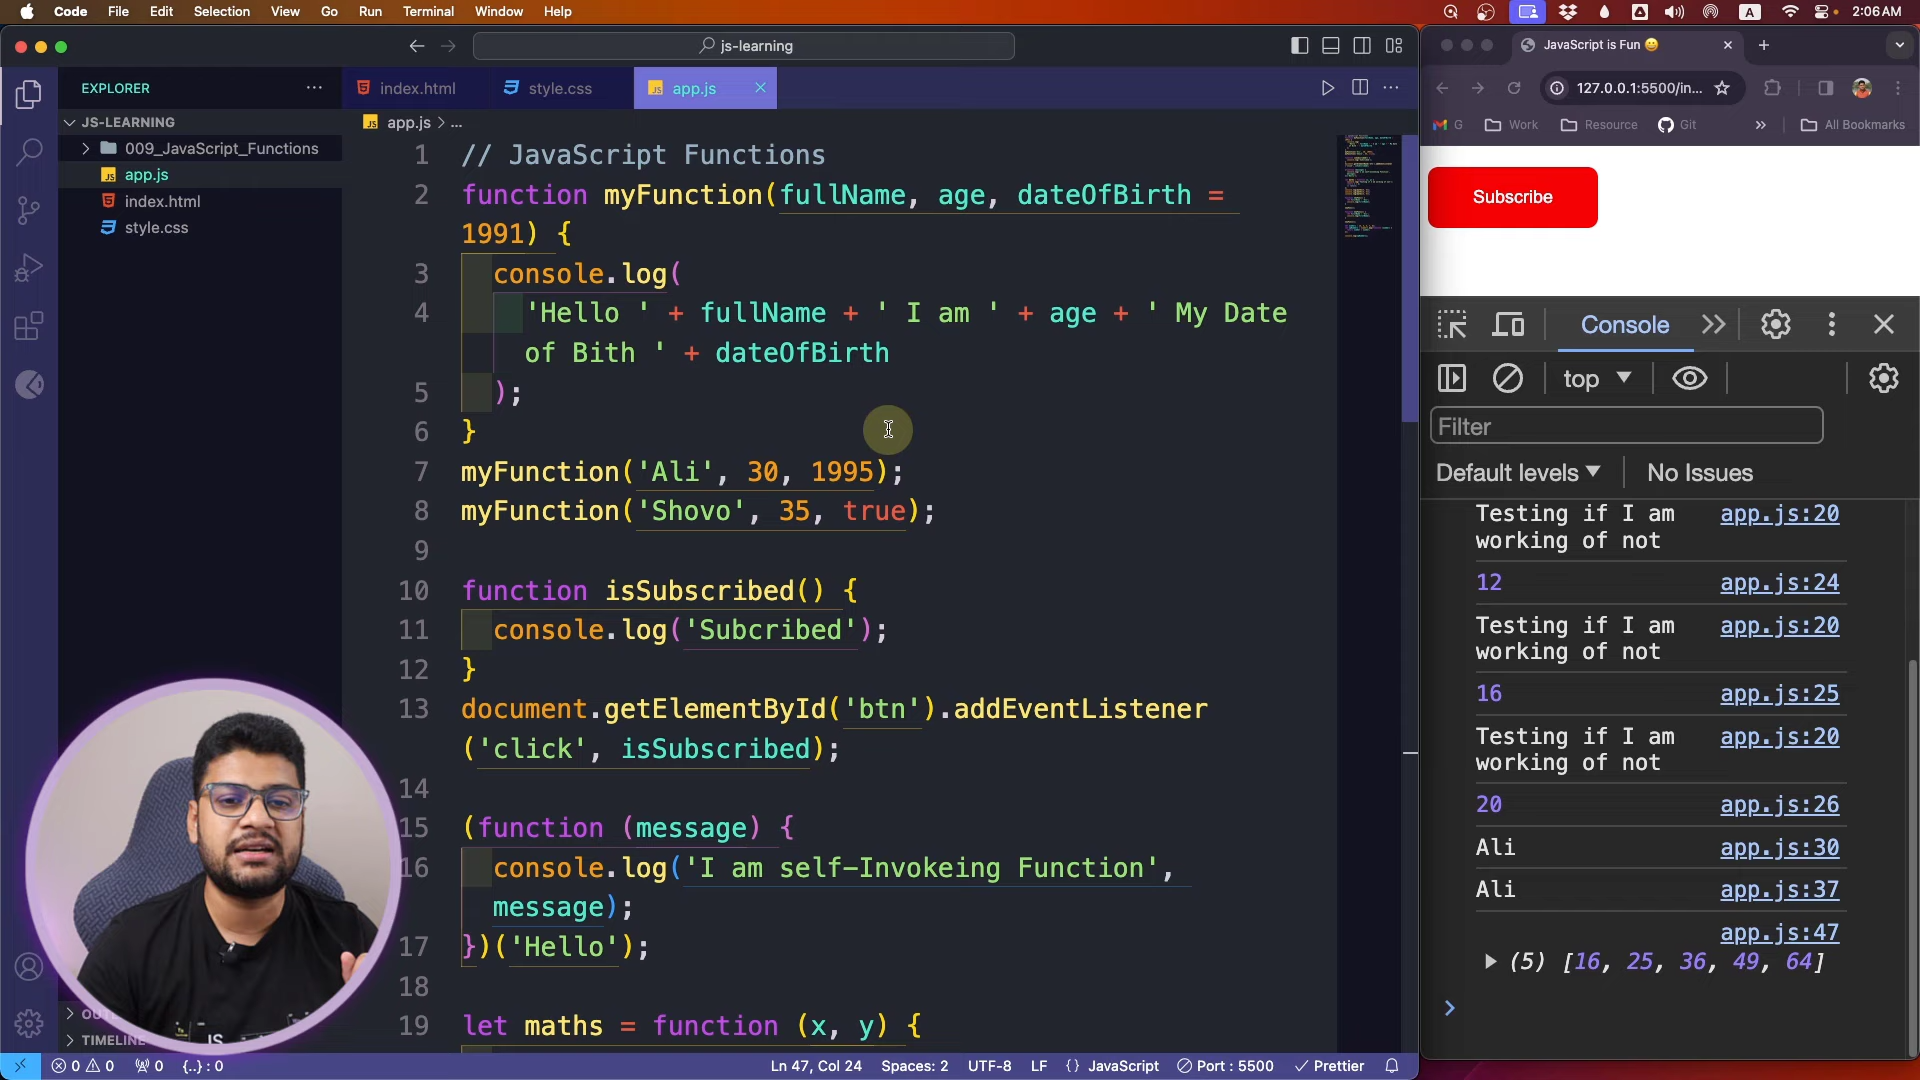 Code File Edit Selection View Go Run Terminal Window Help
A 2:06 AM
js-learning
JavaScript is Fun 😀
EXPLORER
index.html
style.css
app.js
127.0.0.1:5500/in...
G Work Resource Git » All Bookmarks
JS-LEARNING
009_JavaScript_Functions
app.js
index.html
style.css
app.js > ...
1 // JavaScript Functions
2 function myFunction(fullName, age, dateOfBirth =
1991) {
3 console.log(
4 'Hello ' + fullName + ' I am ' + age + ' My Date
of Bith ' + dateOfBirth
5 );
6 }
7 myFunction('Ali', 30, 1995);
8 myFunction('Shovo', 35, true);
9
10 function isSubscribed() {
11 console.log('Subcribed');
12 }
13 document.getElementById('btn').addEventListener
('click', isSubscribed);
14
15 (function (message) {
16 console.log('I am self-Invokeing Function',
message);
17 })('Hello');
18
19 let maths = function (x, y) {
Subscribe
Console
top
Filter
Default levels No Issues
Testing if I am app.js:20
working of not
12 app.js:24
Testing if I am app.js:20
working of not
16 app.js:25
Testing if I am app.js:20
working of not
20 app.js:26
Ali app.js:30
Ali app.js:37
app.js:47
(5) [16, 25, 36, 49, 64]
TIMELINE
JS
0 0 0 {..} : 0
Ln 47, Col 24 Spaces: 2 UTF-8 LF {} JavaScript Port : 5500 Prettier